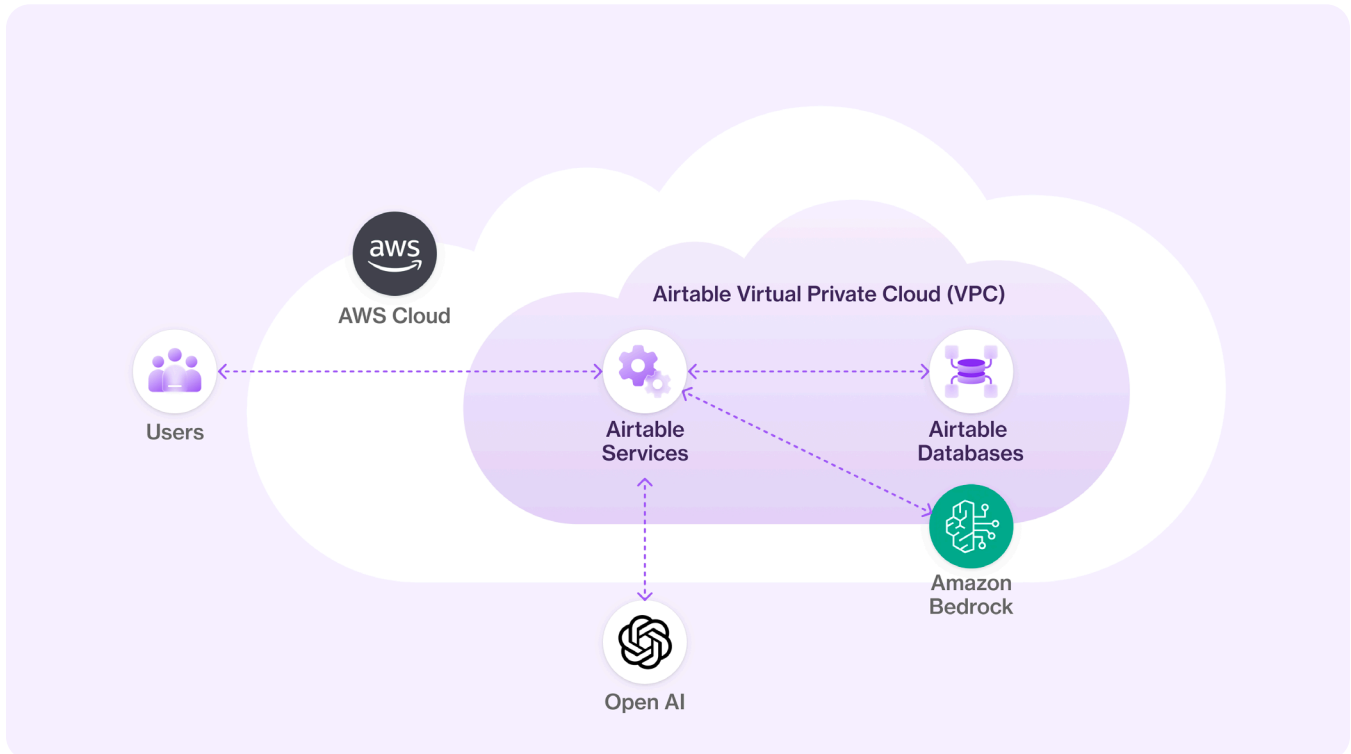 aws
AWS Cloud
Airtable Virtual Private Cloud (VPC)
Users
Airtable
Services
Airtable
Databases
Amazon
Bedrock
Open AI